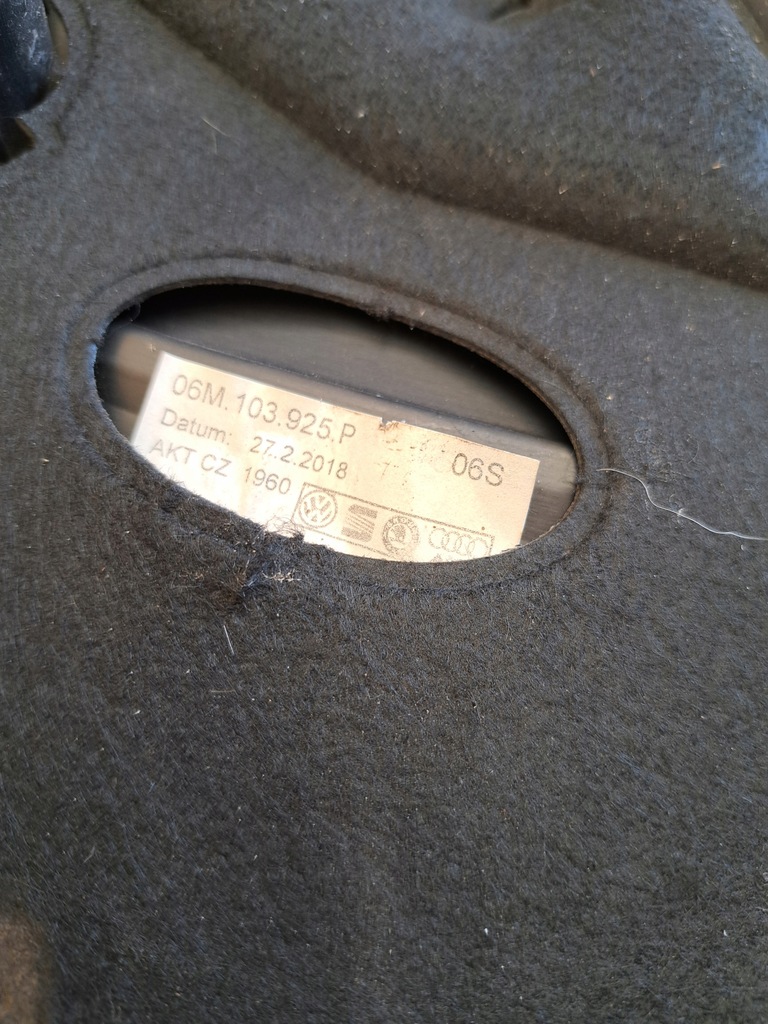 06M.103.925.P
Datum: 27.2.2018 06S
AKT CZ 1960